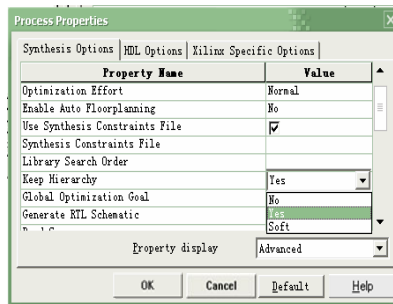 Process Properties
Synthesis Options HDL Options Xilinx Specific Options
Property Name Value
Optimization Effort Normal
Enable Auto Floorplanning No
Use Synthesis Constraints File
Synthesis Constraints File
Library Search Order
Keep Hierarchy Yes
Global Optimization Goal No
Generate RTL Schematic Yes
Soft
Property display Advanced
OK Cancel Default Help